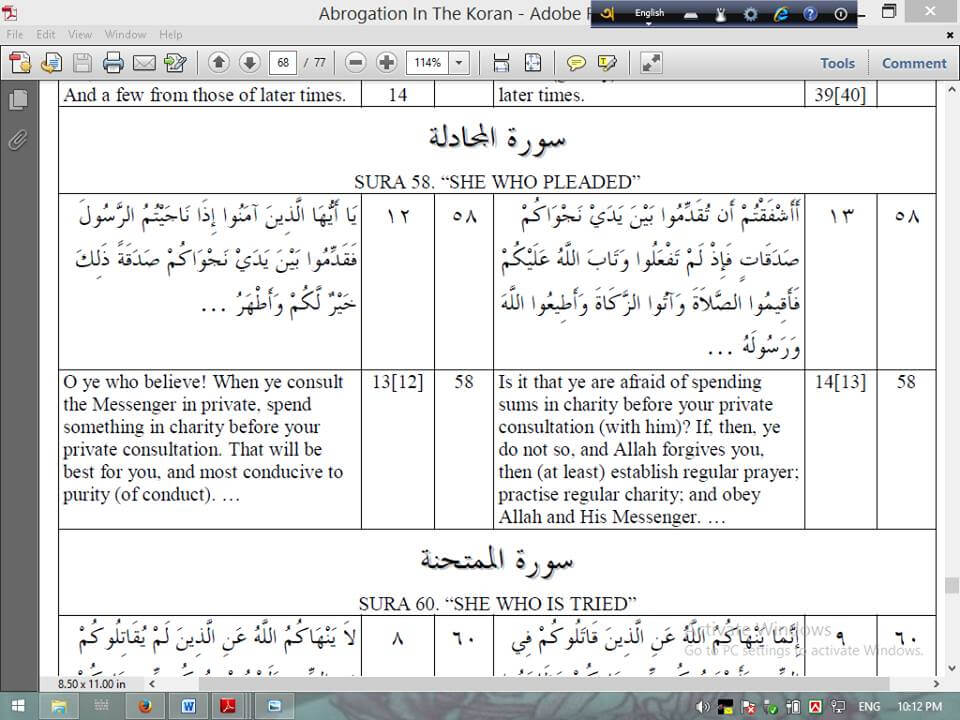 Abrogation In The Koran - Adobe
English
File Edit View Window Help
68 / 77
114%
Tools
Comment
And a few from those of later times.
14
later times.
39[40]
سورة المجادلة
SURA 58. “SHE WHO PLEADED”
يَا أَيُّهَا الَّذِينَ آمَنُوا إِذَا نَاجَيْتُمُ الرَّسُولَ
فَقَدِّمُوا بَيْنَ يَدَيْ نَجْوَاكُمْ صَدَقَةً ذَلِكَ
خَيْرٌ لَّكُمْ وَأَطْهَرُ ...
١٢
٥٨
أَأَشْفَقْتُمْ أَن تُقَدِّمُوا بَيْنَ يَدَيْ نَجْوَاكُمْ
صَدَقَاتٍ فَإِذْ لَمْ تَفْعَلُوا وَتَابَ اللَّهُ عَلَيْكُمْ
فَأَقِيمُوا الصَّلاَةَ وَآتُوا الزَّكَاةَ وَأَطِيعُوا اللَّهَ
وَرَسُولَهُ ...
١٣
٥٨
O ye who believe! When ye consult
the Messenger in private, spend
something in charity before your
private consultation. That will be
best for you, and most conducive to
purity (of conduct). …
13[12]
58
Is it that ye are afraid of spending
sums in charity before your private
consultation (with him)? If, then, ye
do not so, and Allah forgives you,
then (at least) establish regular prayer;
practise regular charity; and obey
Allah and His Messenger. …
14[13]
58
سورة الممتحنة
SURA 60. “SHE WHO IS TRIED”
لاَ يَنْهَاكُمُ اللَّهُ عَنِ الَّذِينَ لَمْ يُقَاتِلُوكُمْ
٨
٦٠
إِنَّمَا يَنْهَاكُمُ اللَّهُ عَنِ الَّذِينَ قَاتَلُوكُمْ فِي
٩
٦٠
Activate Windows
Go to PC settings to activate Windows.
8.50 x 11.00 in
ENG
10:12 PM